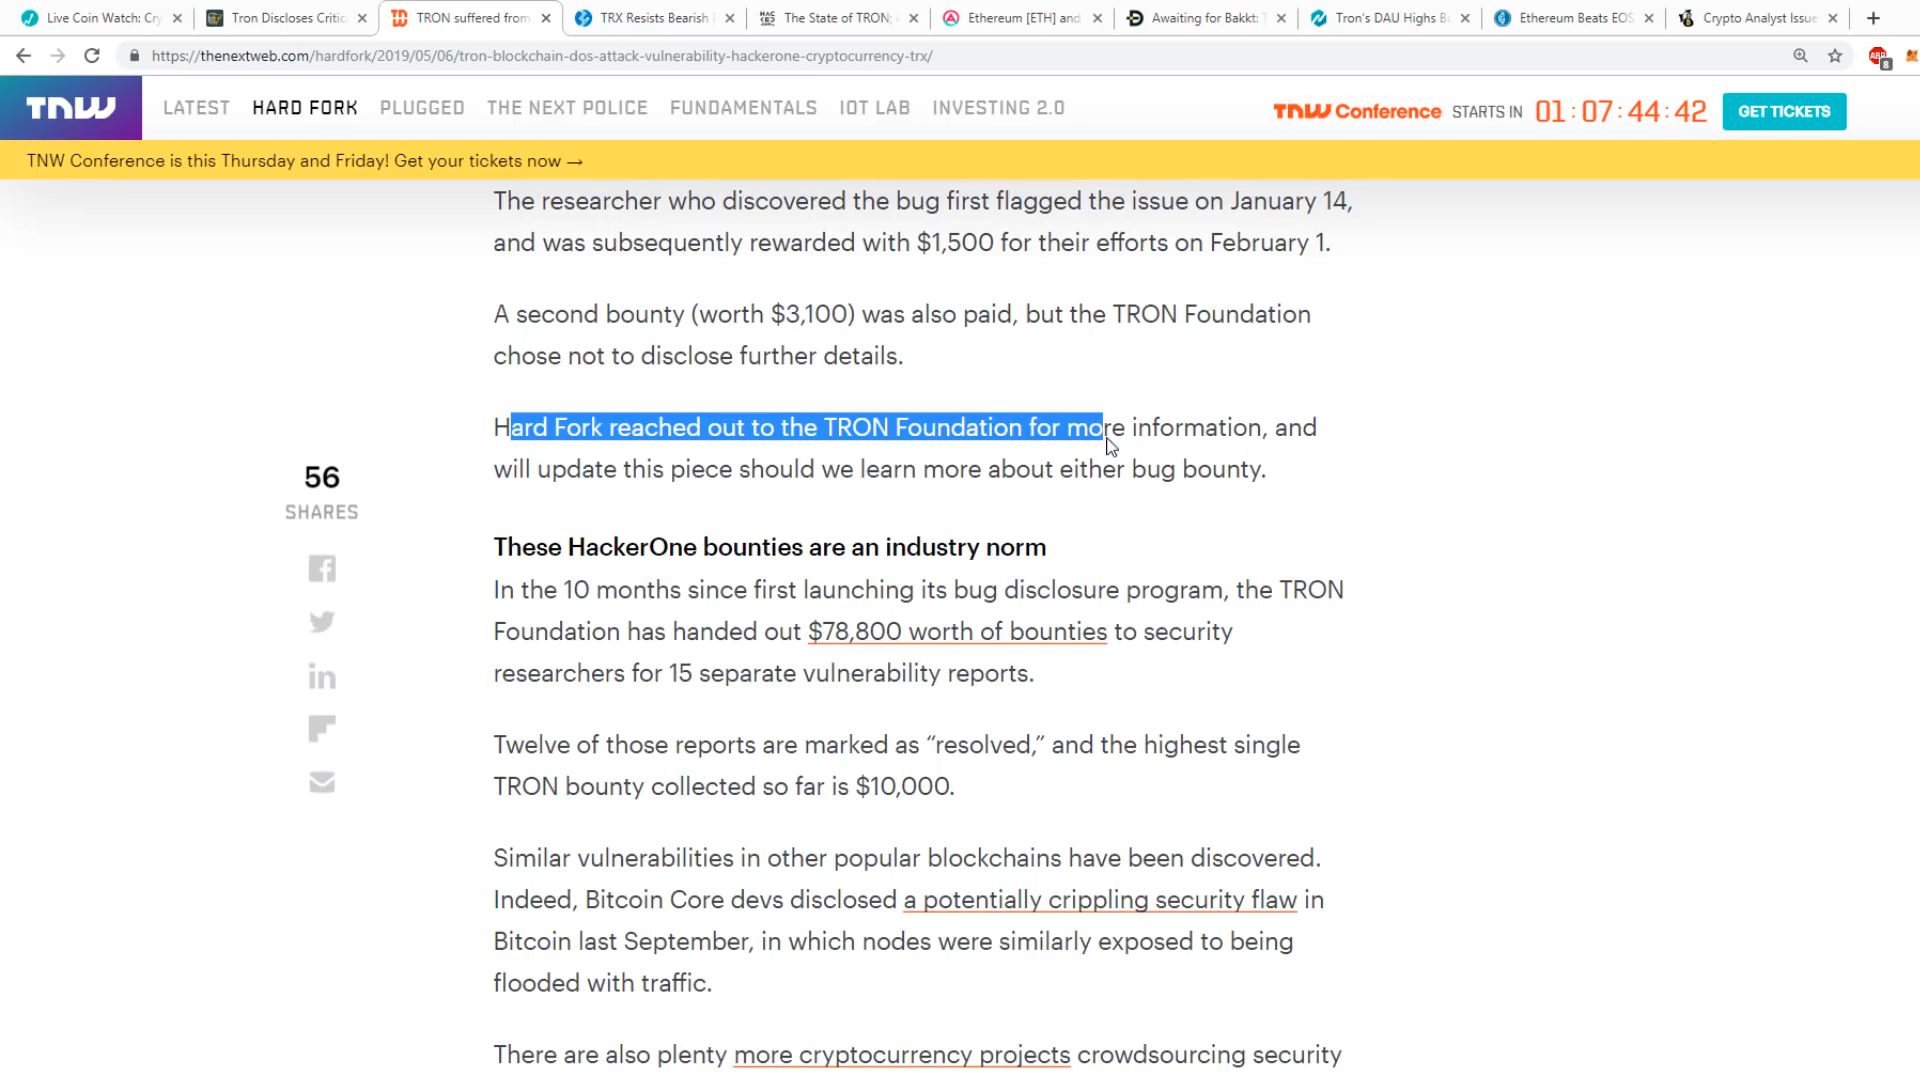 Live Coin Watch: Cry
Tron Discloses Critic
TRON suffered from
TRX Resists Bearish
The State of TRON;
Ethereum [ETH] and
Awaiting for Bakkt: T
Tron's DAU Highs Bu
Ethereum Beats EOS
Crypto Analyst Issue
https://thenextweb.com/hardfork/2019/05/06/tron-blockchain-dos-attack-vulnerability-hackerone-cryptocurrency-trx/
ABP
8
TNW
LATEST HARD FORK PLUGGED THE NEXT POLICE FUNDAMENTALS IOT LAB INVESTING 2.0
TNW Conference STARTS IN 01:07:44:42 GET TICKETS
TNW Conference is this Thursday and Friday! Get your tickets now →
The researcher who discovered the bug first flagged the issue on January 14,
and was subsequently rewarded with $1,500 for their efforts on February 1.
A second bounty (worth $3,100) was also paid, but the TRON Foundation
chose not to disclose further details.
Hard Fork reached out to the TRON Foundation for more information, and
will update this piece should we learn more about either bug bounty.
56
SHARES
These HackerOne bounties are an industry norm
In the 10 months since first launching its bug disclosure program, the TRON
Foundation has handed out $78,800 worth of bounties to security
researchers for 15 separate vulnerability reports.
Twelve of those reports are marked as “resolved,” and the highest single
TRON bounty collected so far is $10,000.
Similar vulnerabilities in other popular blockchains have been discovered.
Indeed, Bitcoin Core devs disclosed a potentially crippling security flaw in
Bitcoin last September, in which nodes were similarly exposed to being
flooded with traffic.
There are also plenty more cryptocurrency projects crowdsourcing security